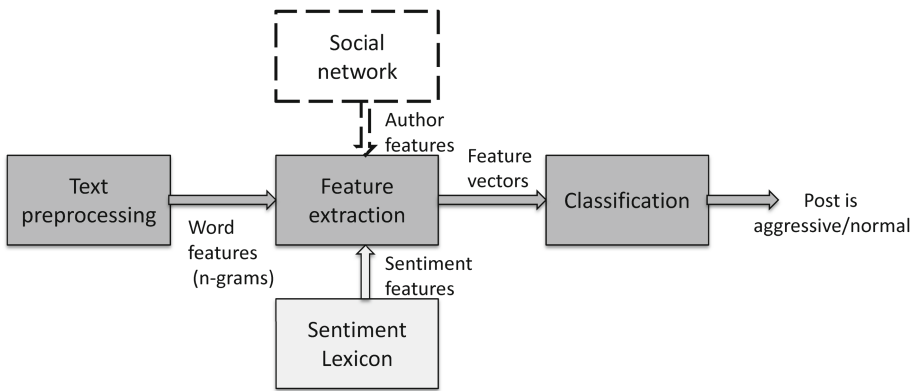 Social
network
Author
features
Text
preprocessing
Word
features
(n-grams)
Feature
extraction
Feature
vectors
Classification
Post is
aggressive/normal
Sentiment
features
Sentiment
Lexicon